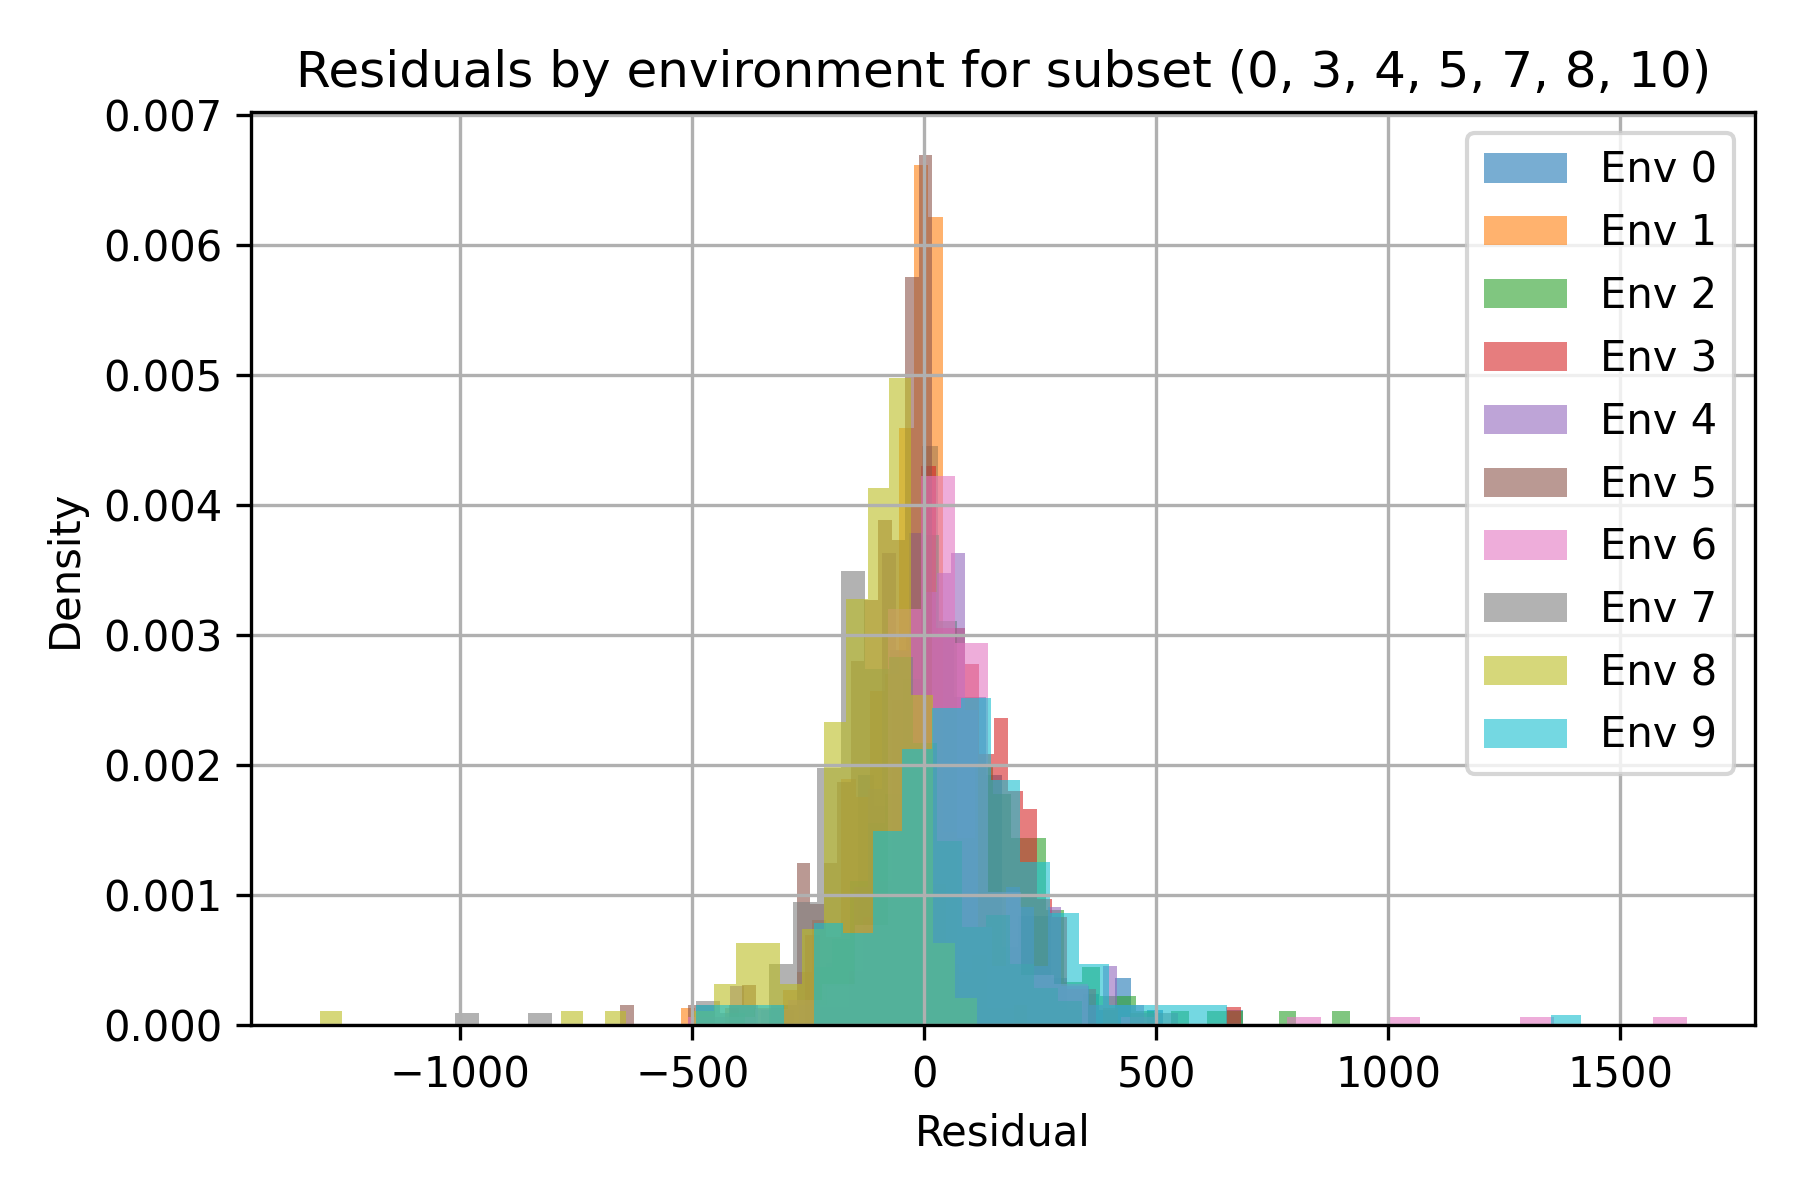 Residuals by environment for subset (0, 3, 4, 5, 7, 8, 10)
0.007
0.006
0.005
0.004
0.003
0.002
0.001
0.000
Density
−1000
−500
0
500
1000
1500
Residual
Env 0
Env 1
Env 2
Env 3
Env 4
Env 5
Env 6
Env 7
Env 8
Env 9